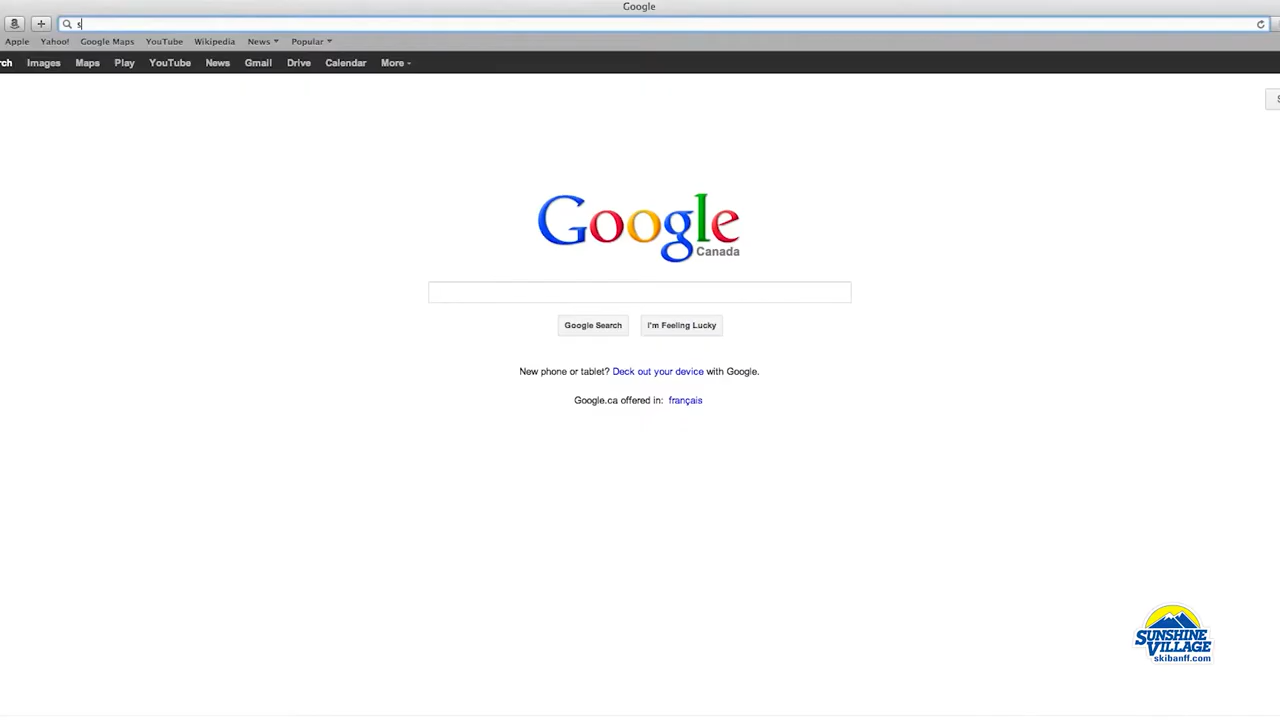 Google
s
Apple Yahoo! Google Maps YouTube Wikipedia News Popular
rch Images Maps Play YouTube News Gmail Drive Calendar More
S
Google
Canada
Google Search I'm Feeling Lucky
New phone or tablet? Deck out your device with Google.
Google.ca offered in: français
SUNSHINE
VILLAGE
skibanff.com